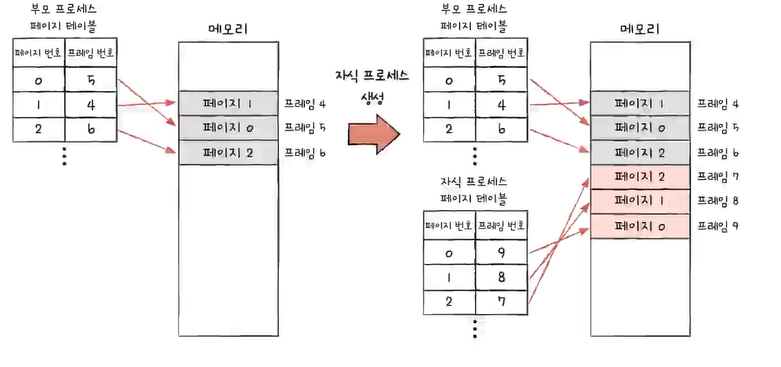 부모 프로세스
페이지 테이블
페이지 번호 프레임 번호
0 5
1 4
2 6
메모리
페이지 1 프레임 4
페이지 0 프레임 5
페이지 2 프레임 6
자식 프로세스
생성
부모 프로세스
페이지 테이블
페이지 번호 프레임 번호
0 5
1 4
2 6
자식 프로세스
페이지 테이블
페이지 번호 프레임 번호
0 9
1 8
2 7
메모리
페이지 1 프레임 4
페이지 0 프레임 5
페이지 2 프레임 6
페이지 2 프레임 7
페이지 1 프레임 8
페이지 0 프레임 9